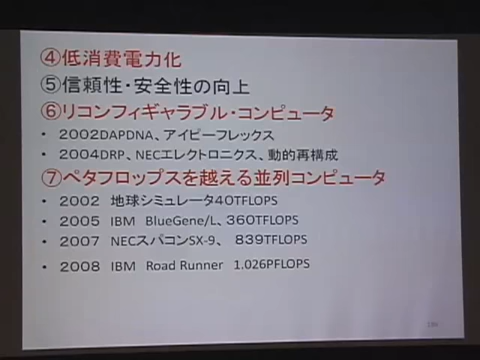 ④低消費電力化
⑤信頼性・安全性の向上
⑥リコンフィギャラブル・コンピュータ
• 2002DAPDNA、アイピーフレックス
• 2004DRP、NECエレクトロニクス、動的再構成
⑦ペタフロップスを越える並列コンピュータ
• 2002 地球シミュレータ40TFLOPS
• 2005 IBM BlueGene/L、360TFLOPS
• 2007 NECスパコンSX-9、 839TFLOPS
• 2008 IBM Road Runner 1.026PFLOPS